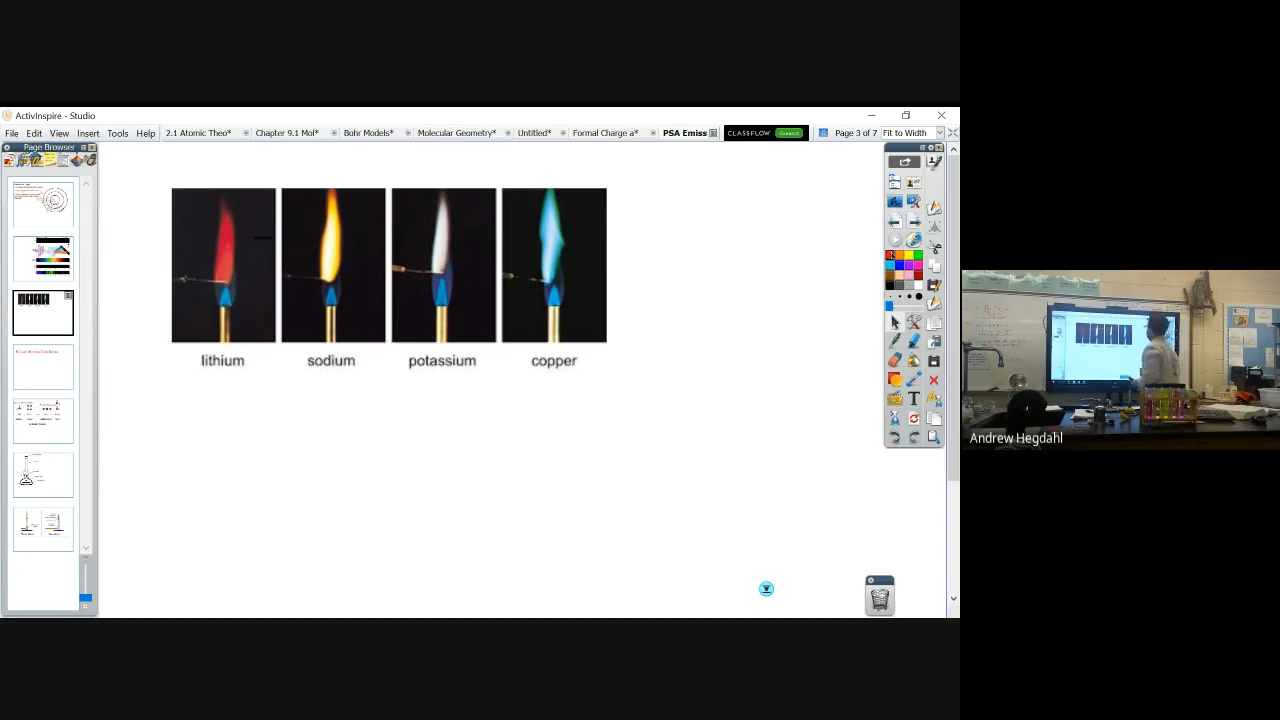 ActivInspire - Studio
File Edit View Insert Tools Help 2.1 Atomic Theo* Chapter 9.1 Mol* Bohr Models* Molecular Geometry* Untitled* Formal Charge a* PSA Emiss CLASSFLOW Connect Page 3 of 7 Fit to Width
Page Browser
lithium sodium potassium copper
Andrew Hegdahl